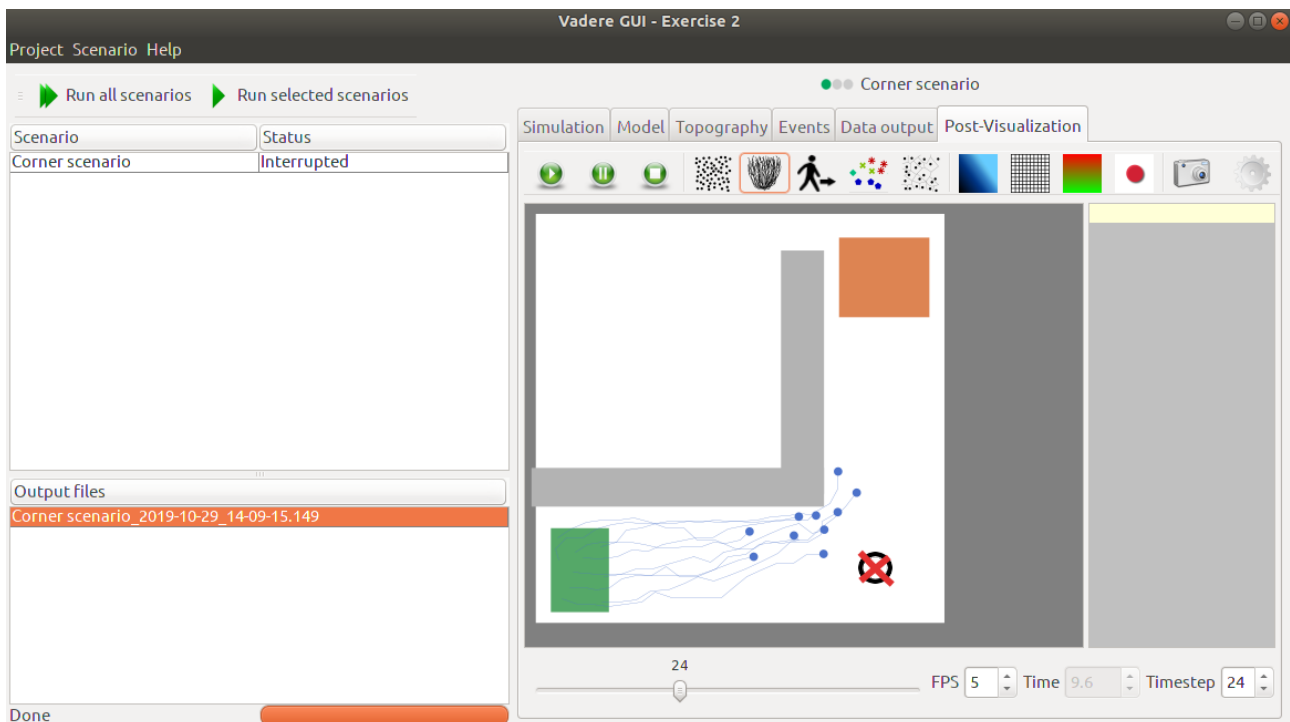 Vadere GUI - Exercise 2
Project Scenario Help
Run all scenarios Run selected scenarios
Corner scenario
Simulation Model Topography Events Data output Post-Visualization
Scenario Status
Corner scenario Interrupted
Output files
Corner scenario_2019-10-29_14-09-15.149
24
FPS 5 Time 9.6 Timestep 24
Done